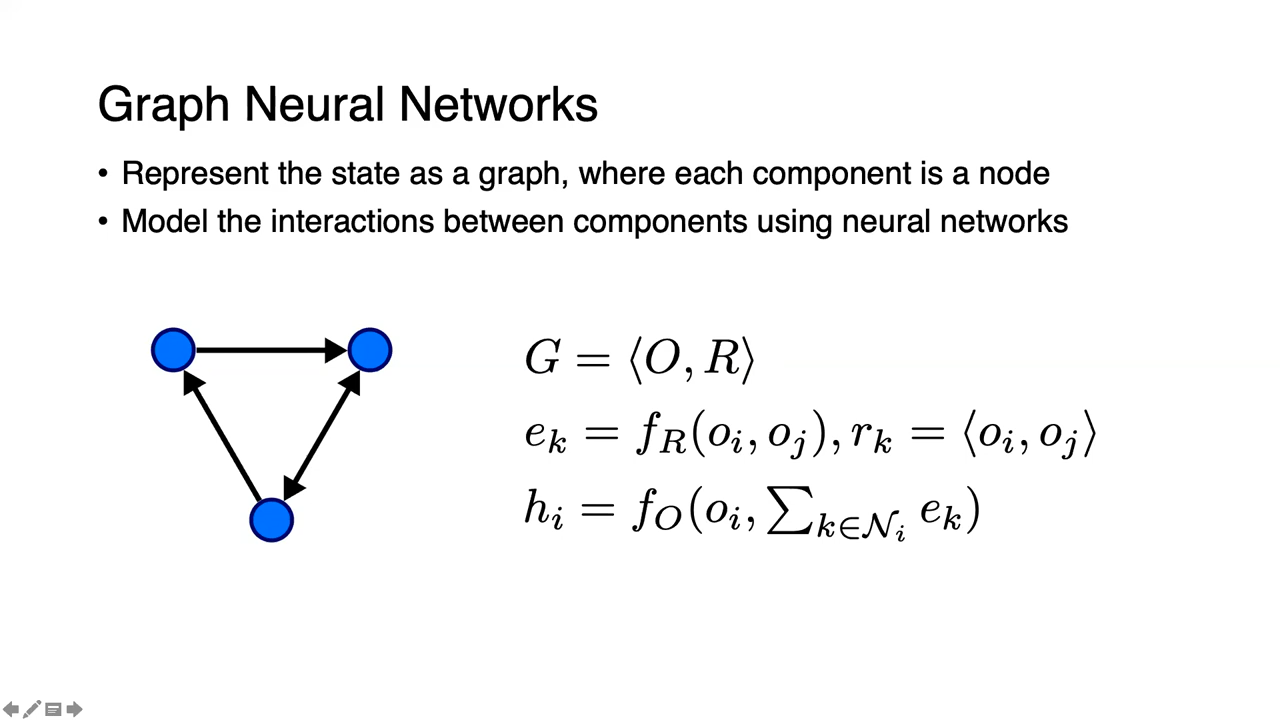 Graph Neural Networks
• Represent the state as a graph, where each component is a node
• Model the interactions between components using neural networks
G = ⟨O, R⟩
e_k = f_R(o_i, o_j), r_k = ⟨o_i, o_j⟩
h_i = f_O(o_i, ∑_{k∈𝒩_i} e_k)